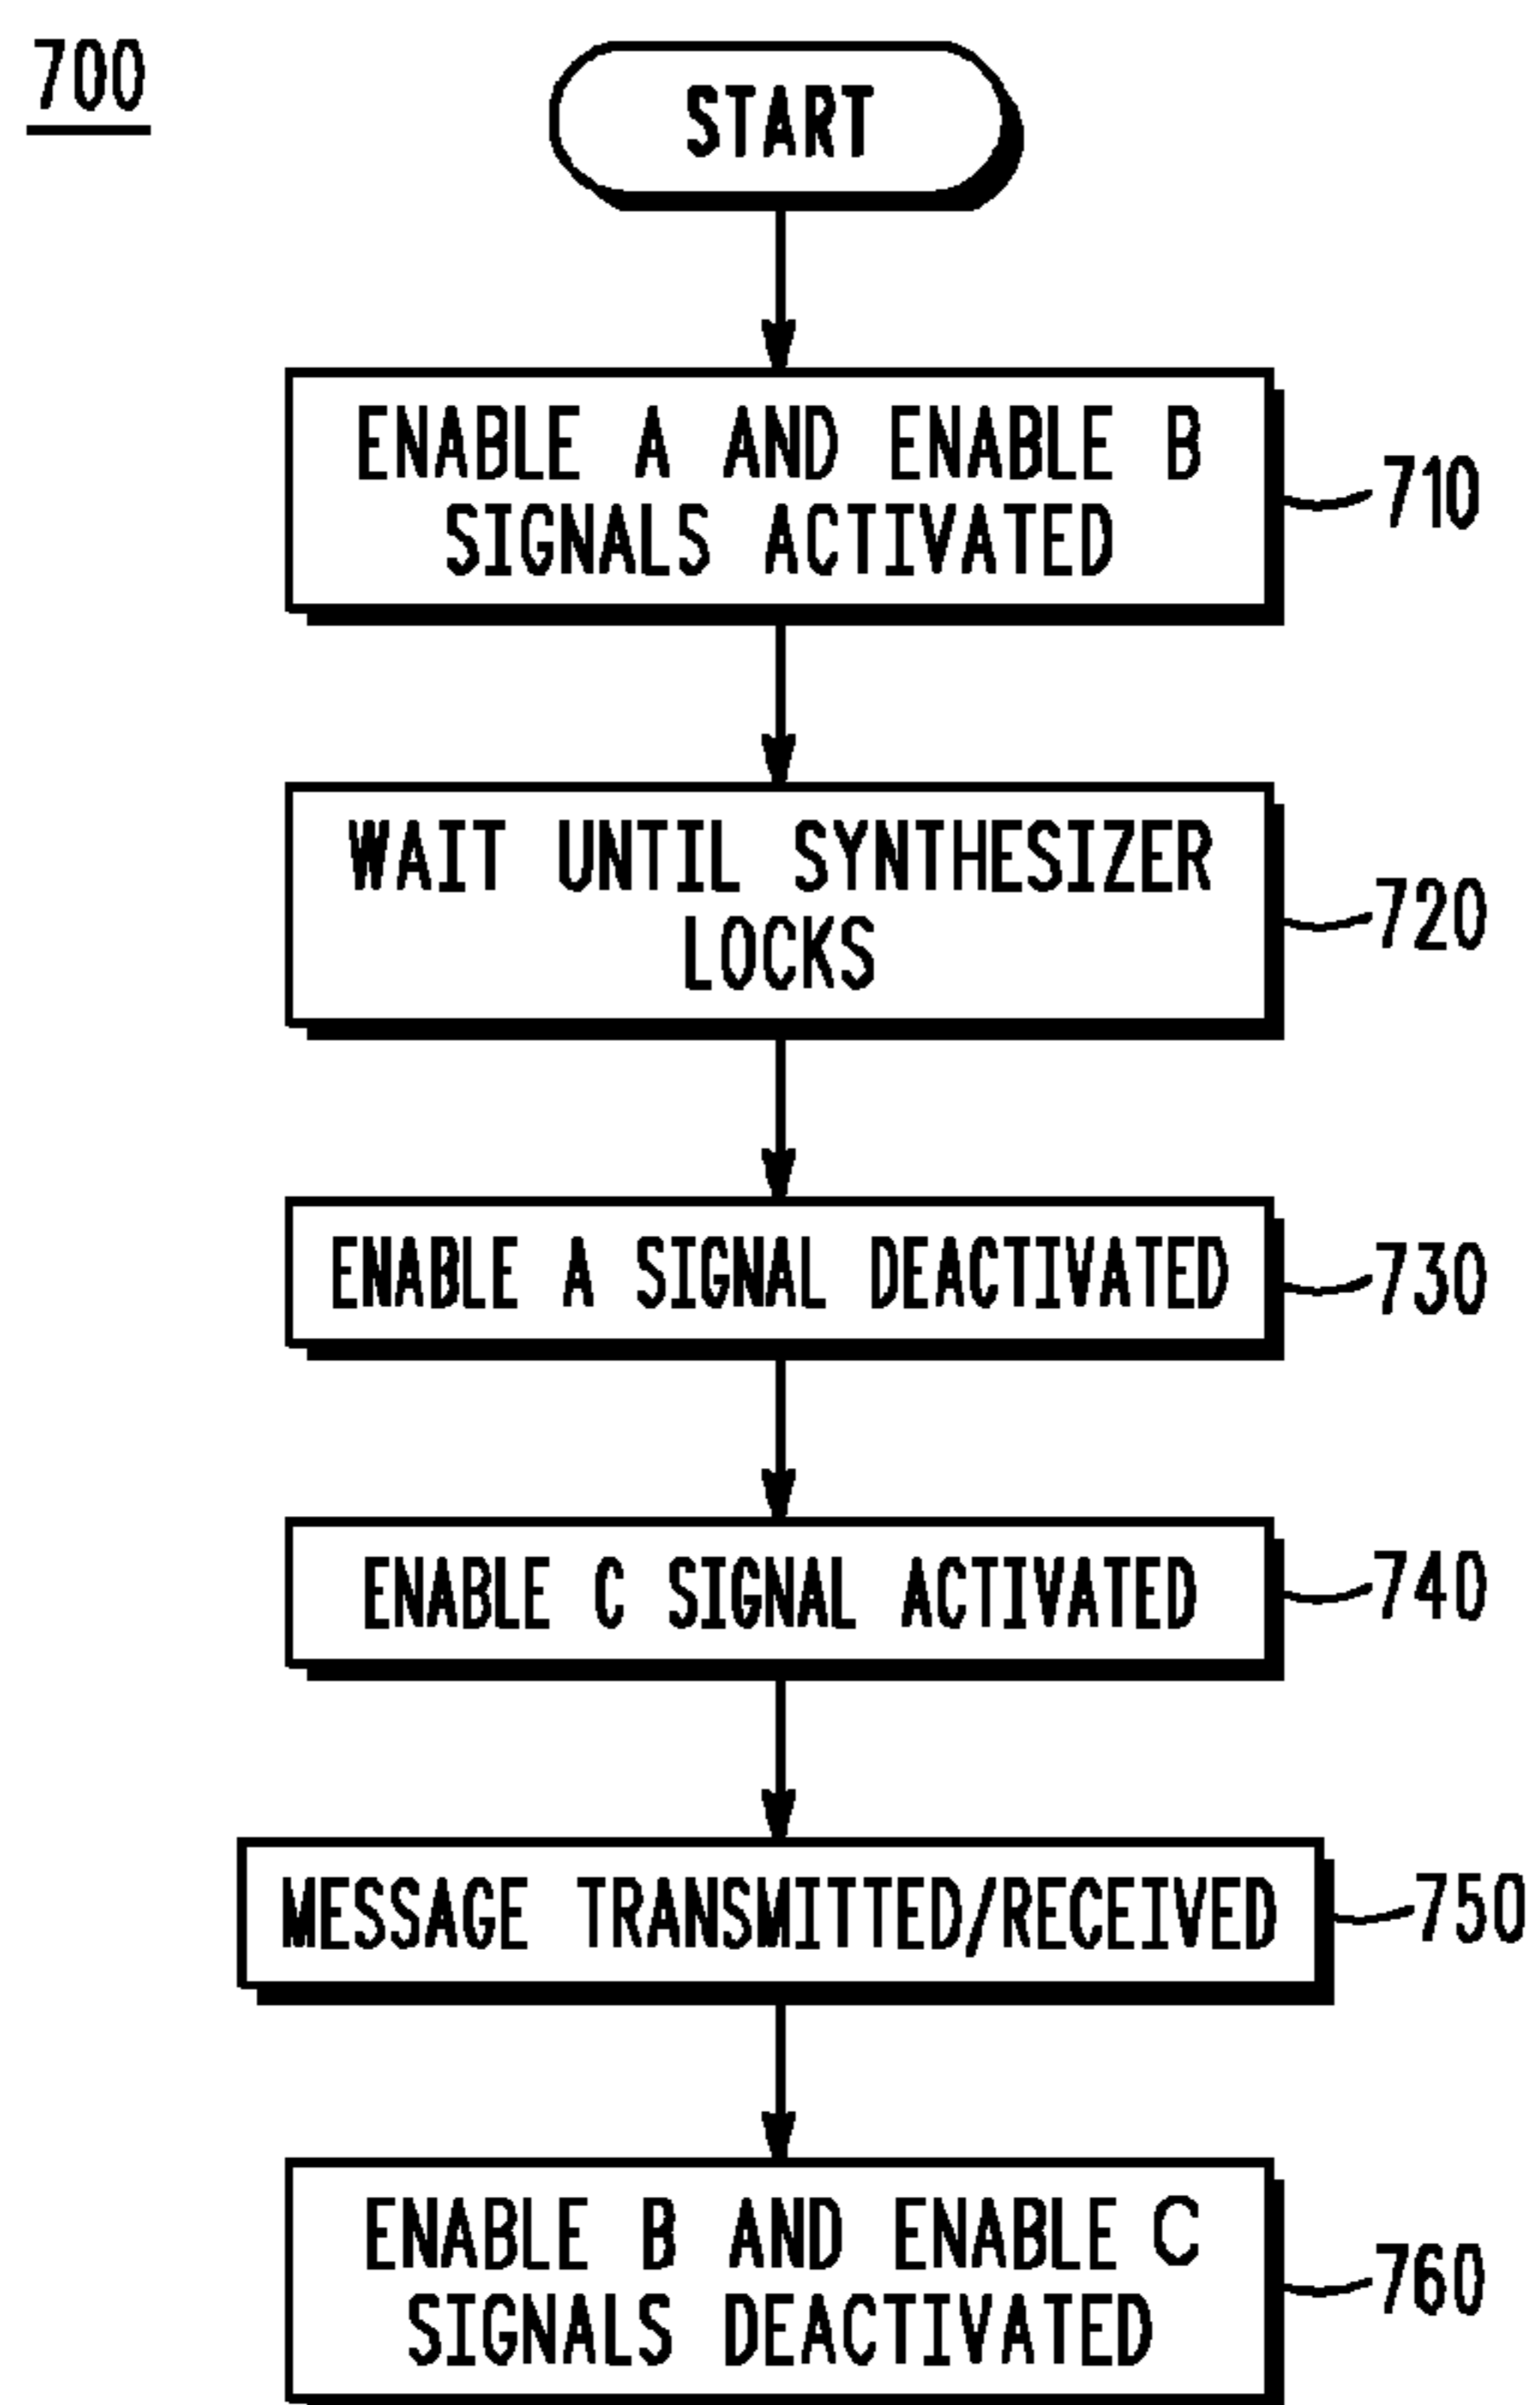 700
START
ENABLE A AND ENABLE B
SIGNALS ACTIVATED
710
WAIT UNTIL SYNTHESIZER
LOCKS
720
ENABLE A SIGNAL DEACTIVATED
730
ENABLE C SIGNAL ACTIVATED
740
MESSAGE TRANSMITTED/RECEIVED
750
ENABLE B AND ENABLE C
SIGNALS DEACTIVATED
760